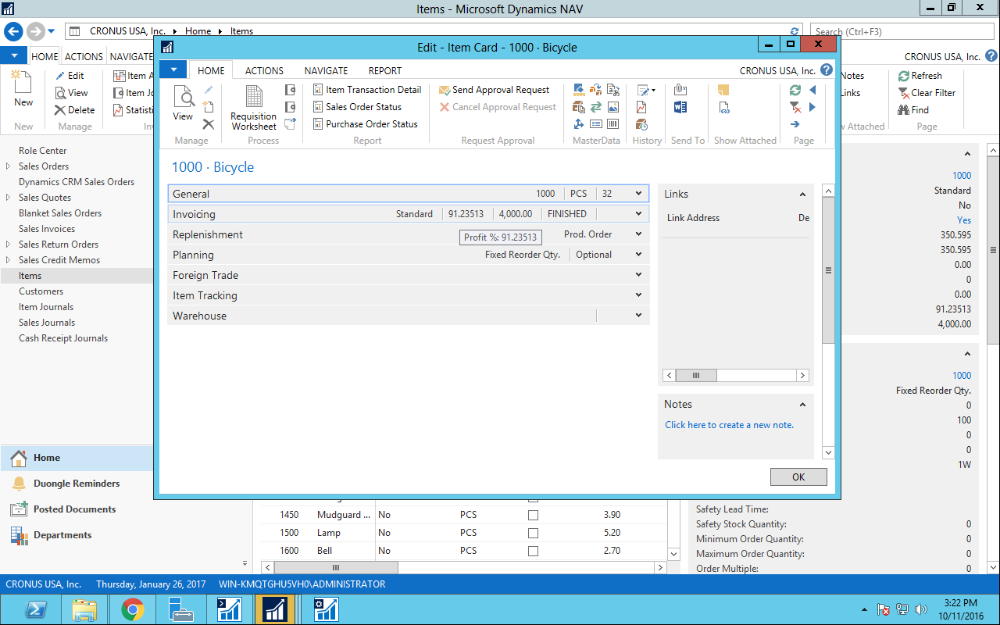 Items - Microsoft Dynamics NAV
CRONUS USA, Inc. Home Items
Search (Ctrl+F3)
HOME ACTIONS NAVIGATE
CRONUS USA, Inc.
New
Edit
View
Delete
Item A
Item Jo
Statisti
New Manage Inv
Notes
Links
w Attached
Refresh
Clear Filter
Find
Page
Role Center
Sales Orders
Dynamics CRM Sales Orders
Sales Quotes
Blanket Sales Orders
Sales Invoices
Sales Return Orders
Sales Credit Memos
Items
Customers
Item Journals
Sales Journals
Cash Receipt Journals
Home
Duongle Reminders
Posted Documents
Departments
Edit - Item Card - 1000 · Bicycle
HOME ACTIONS NAVIGATE REPORT
CRONUS USA, Inc.
View
Manage
Requisition
Worksheet
Process
Item Transaction Detail
Sales Order Status
Purchase Order Status
Report
Send Approval Request
Cancel Approval Request
Request Approval
MasterData
History
Send To
Show Attached
Page
1000 · Bicycle
General 1000 PCS 32
Invoicing Standard 91.23513 4,000.00 FINISHED
Replenishment Prod. Order
Profit %: 91.23513
Planning Fixed Reorder Qty. Optional
Foreign Trade
Item Tracking
Warehouse
Links
Link Address De
Notes
Click here to create a new note.
OK
1000
Standard
No
Yes
350.595
350.595
0.00
0
0.00
91.23513
4,000.00
1000
Fixed Reorder Qty.
0
100
0
0
1W
1450 Mudguard ... No PCS 3.90
1500 Lamp No PCS 5.20
1600 Bell No PCS 2.70
Safety Lead Time:
Safety Stock Quantity: 0
Minimum Order Quantity: 0
Maximum Order Quantity: 0
Order Multiple: 0
CRONUS USA, Inc. Thursday, January 26, 2017 WIN-KMQTGHU5VH0\ADMINISTRATOR
3:22 PM
10/11/2016